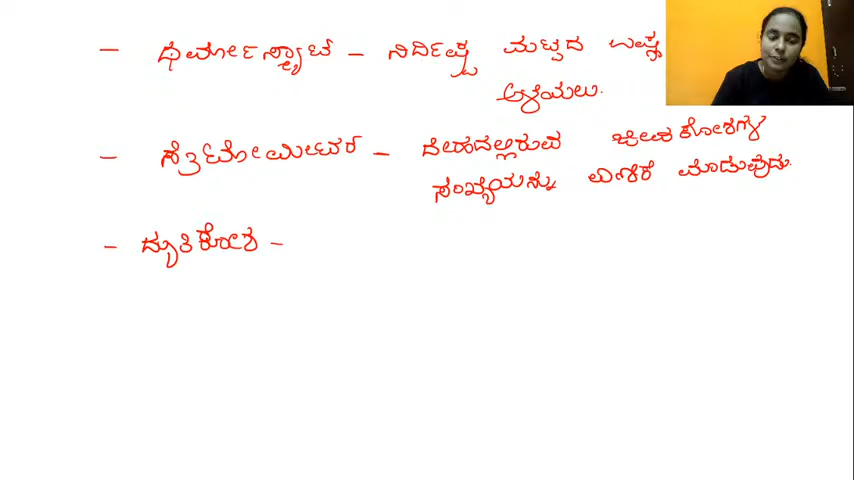 – ಥರ್ಮೋಸ್ಟ್ಯಾಟ್ – ನಿರ್ದಿಷ್ಟ ಮಟ್ಟದ ಉಷ್ಣ
ಅಳೆಯಲು.
– ಸೈಟೋಮೀಟರ್ – ದೇಹದಲ್ಲಿರುವ ಜೀವಕೋಶಗಳ
ಸಂಖ್ಯೆಯನ್ನು ಎಣಿಕೆ ಮಾಡುವುದು.
– ದ್ಯುತಿಕೋಶ –